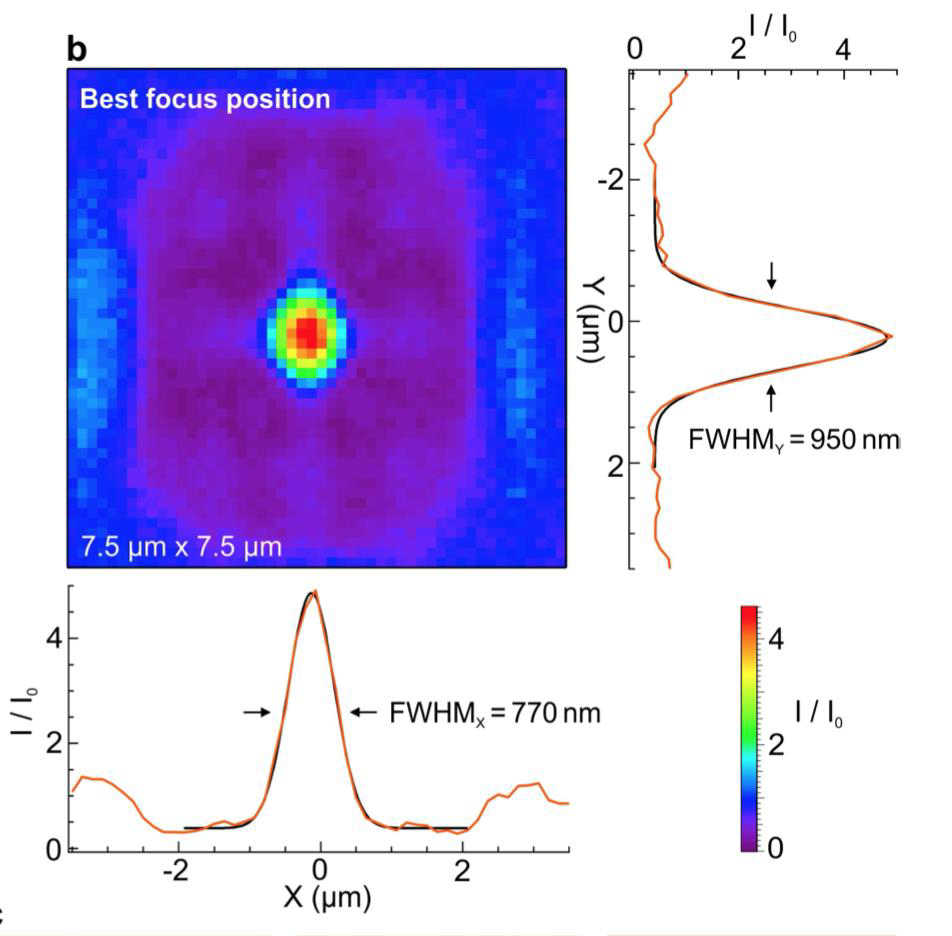 b
Best focus position
7.5 µm x 7.5 µm
I / I₀
0 2 4
-2
0
2
Y (µm)
FWHMY = 950 nm
4
2
0
I / I₀
FWHMX = 770 nm
-2 0 2
X (µm)
4
2
0
I / I₀